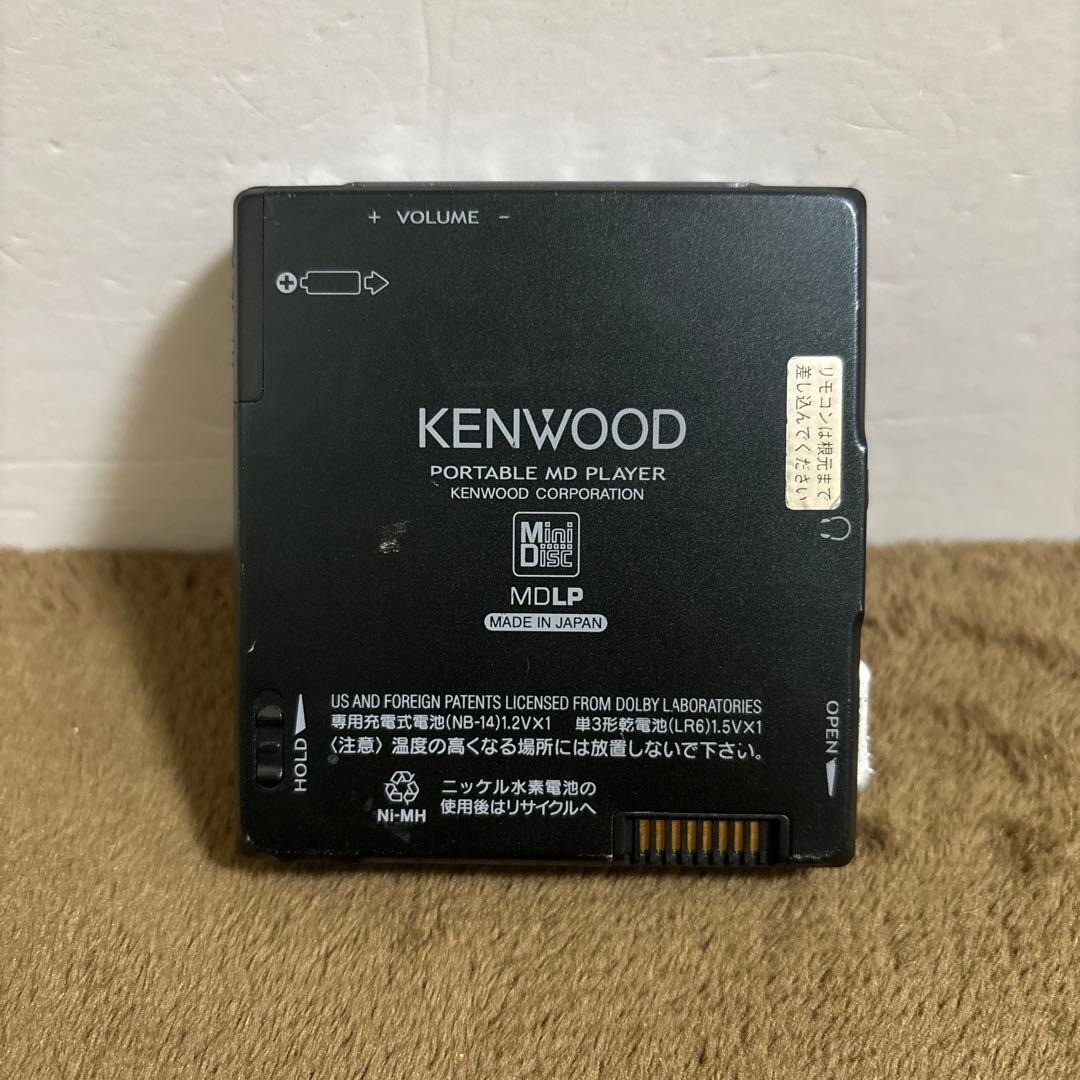 + VOLUME -
KENWOOD
PORTABLE MD PLAYER
KENWOOD CORPORATION
Mini
Disc
MDLP
MADE IN JAPAN
リモコンは根元まで
差し込んでください
US AND FOREIGN PATENTS LICENSED FROM DOLBY LABORATORIES
専用充電式電池(NB-14)1.2V×1 単3形乾電池(LR6)1.5V×1
〈注意〉温度の高くなる場所には放置しないで下さい。
HOLD
OPEN
Ni-MH
ニッケル水素電池の
使用後はリサイクルへ